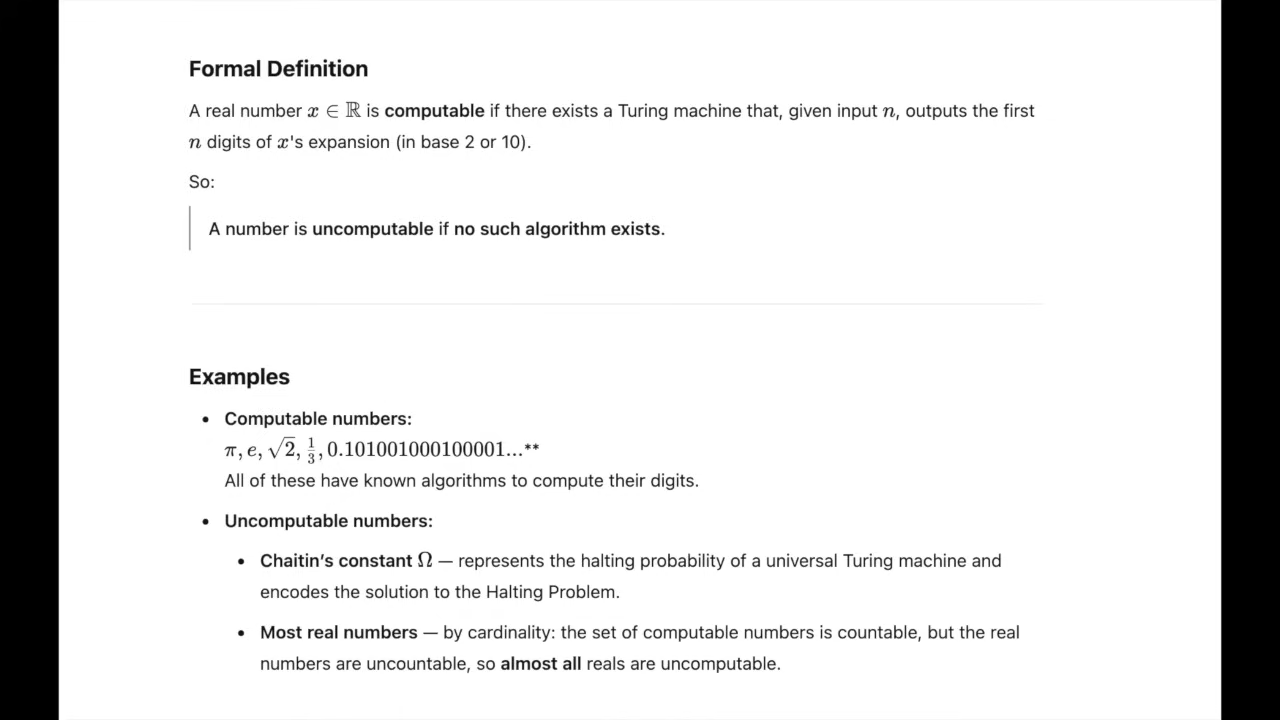 Formal Definition
A real number x ∈ ℝ is computable if there exists a Turing machine that, given input n, outputs the first
n digits of x's expansion (in base 2 or 10).
So:
A number is uncomputable if no such algorithm exists.
Examples
• Computable numbers:
π, e, √2, 1/3, 0.101001000100001...**
All of these have known algorithms to compute their digits.
• Uncomputable numbers:
• Chaitin’s constant Ω — represents the halting probability of a universal Turing machine and
encodes the solution to the Halting Problem.
• Most real numbers — by cardinality: the set of computable numbers is countable, but the real
numbers are uncountable, so almost all reals are uncomputable.